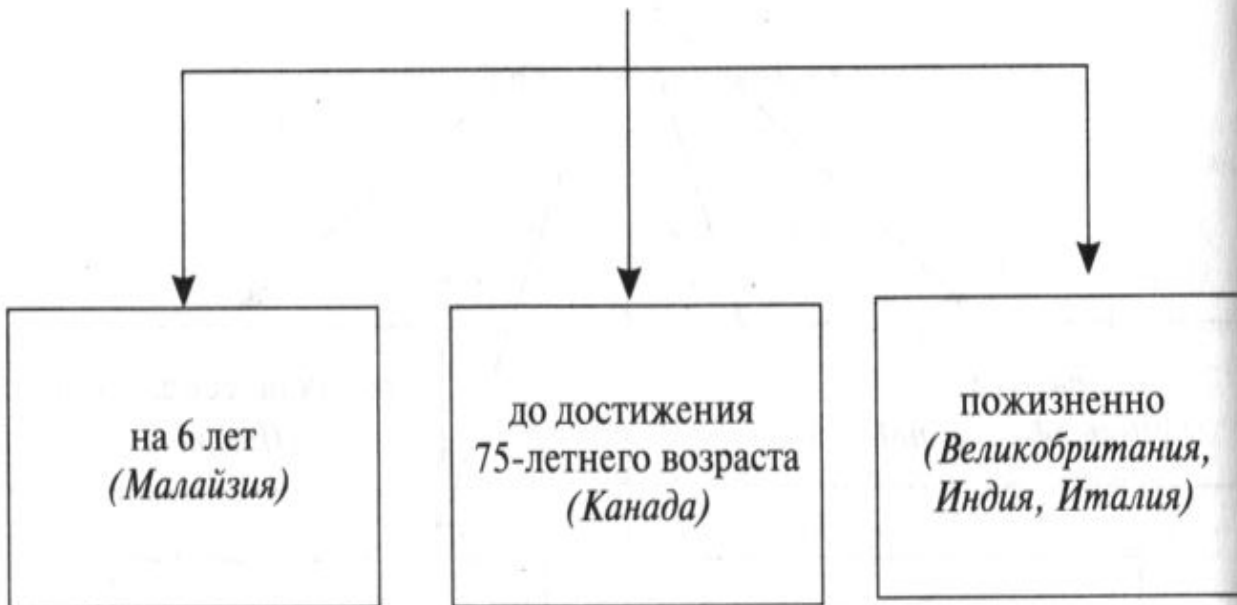 на 6 лет
(Малайзия)
до достижения
75-летнего возраста
(Канада)
пожизненно
(Великобритания,
Индия, Италия)